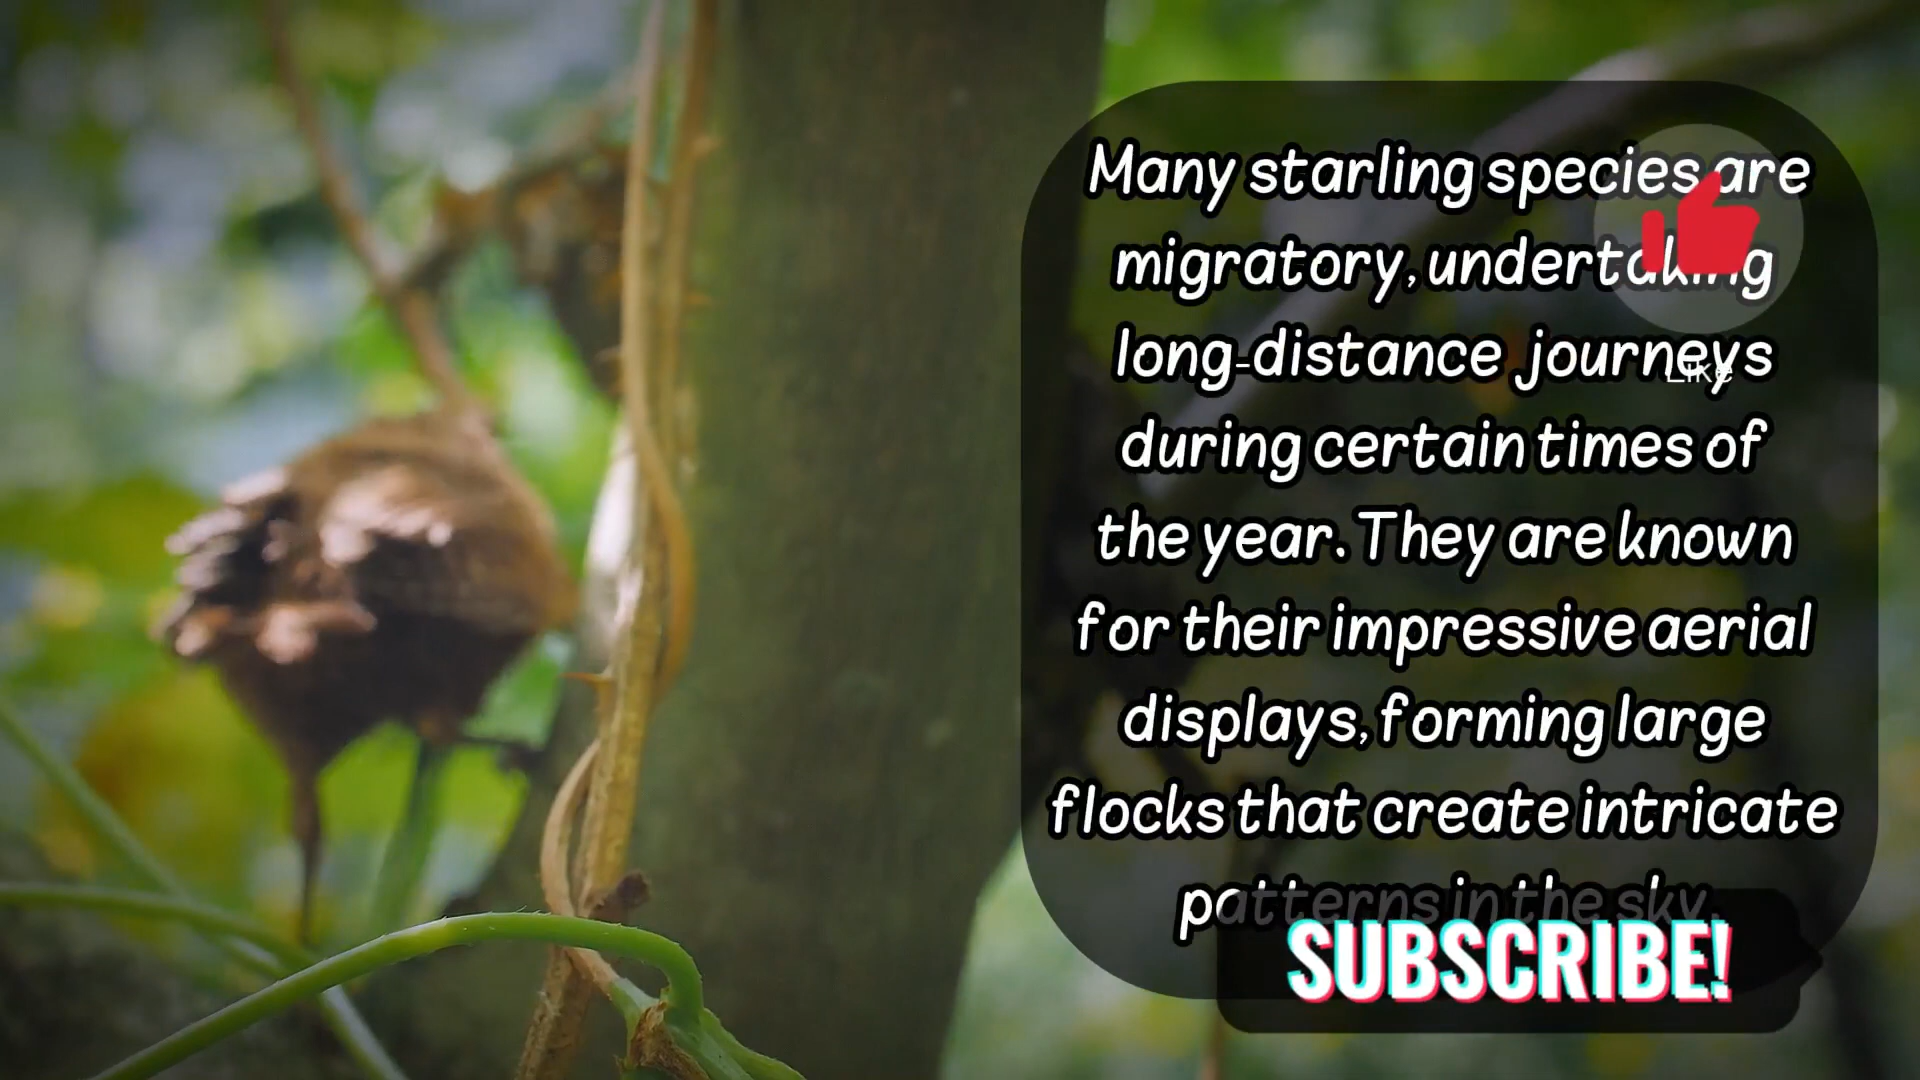 Many starling species are
migratory, undertaking
long-distance journeys
during certain times of
the year. They are known
for their impressive aerial
displays, forming large
flocks that create intricate
patterns in the sky.
Like
SUBSCRIBE!